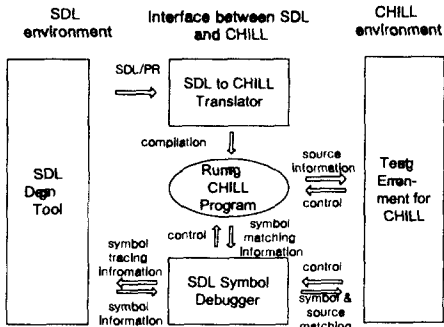 SDL
environment
Interface between SDL
and CHILL
CHILL
environment
SDL/PR
SDL to CHILL
Translator
compilation
source
information
SDL
Tool
CHILL
Program
control
ment for
CHILL
control
symbol
matching
Information
symbol
tracing
infromation
symbol
Information
SDL Symbol
Debugger
control
symbol &
source
matching